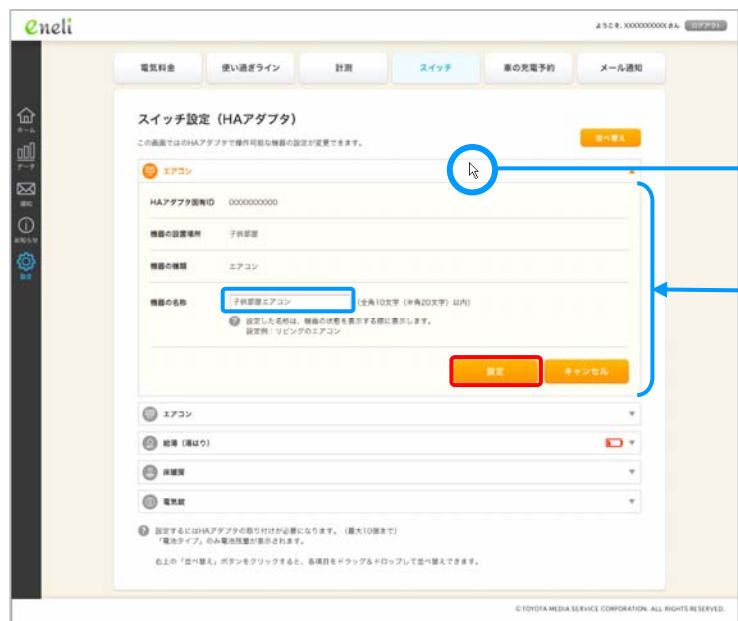 eneli
ようこそ、XXXXXXXXXX さん ログアウト
電気料金 使い過ぎライン 計測 スイッチ 車の充電予約 メール通知
ホーム
データ
通知
お知らせ
設定
スイッチ設定（HAアダプタ）
この画面ではHAアダプタで操作可能な機器の設定が変更できます。
並べ替え
エアコン
HAアダプタ固有ID 0000000000
機器の設置場所 子供部屋
機器の種類 エアコン
機器の名称 子供部屋エアコン （全角10文字（半角20文字）以内）
設定した名称は、機器の状態を表示する際に表示します。
設定例：リビングのエアコン
設定 キャンセル
エアコン
給湯（湯はり）
床暖房
電気錠
設定するにはHAアダプタの取り付けが必要になります。（最大10個まで）
「電池タイプ」のみ電池残量が表示されます。
右上の「並べ替え」ボタンをクリックすると、各項目をドラッグ＆ドロップして並べ替えできます。
© TOYOTA MEDIA SERVICE CORPORATION. ALL RIGHTS RESERVED.